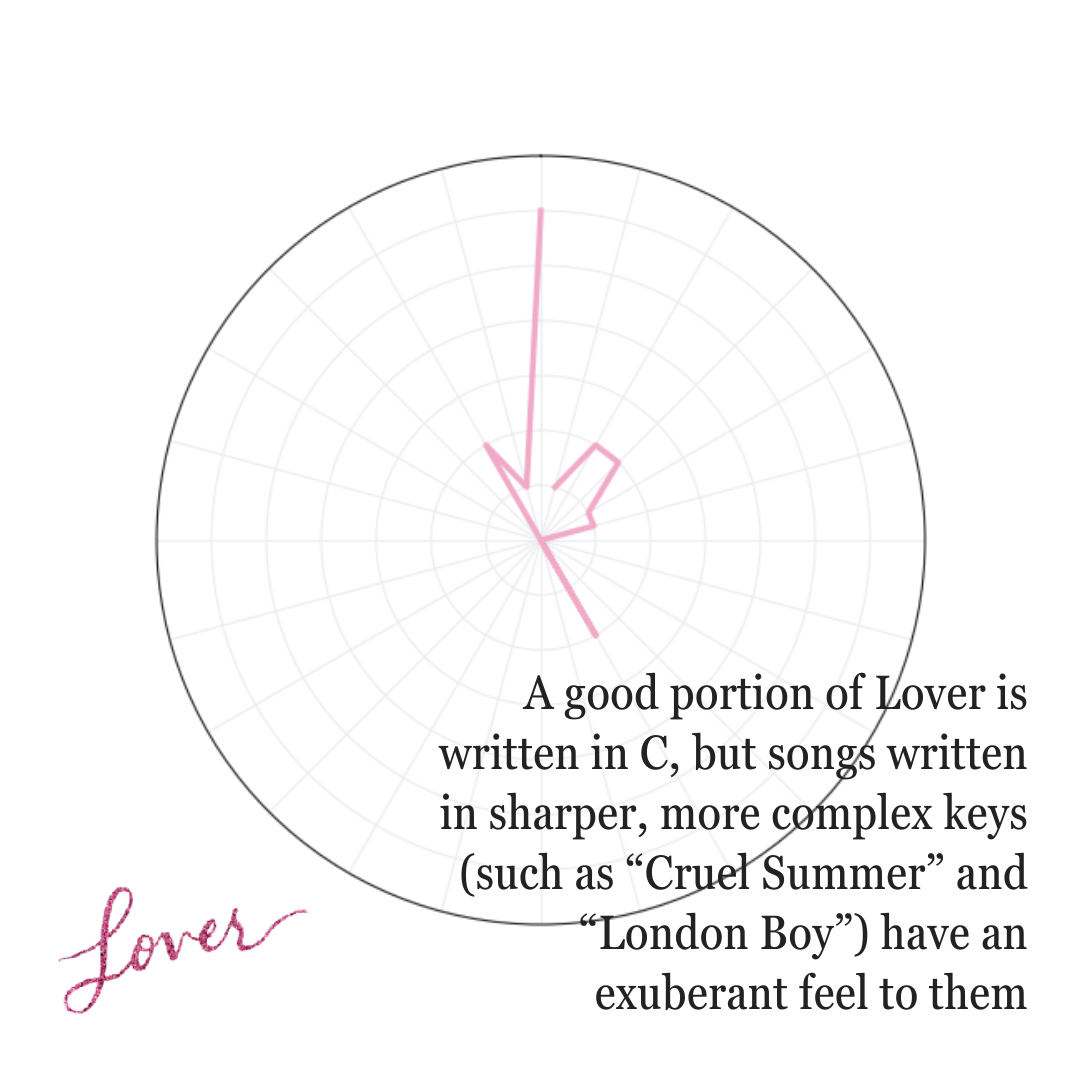 A good portion of Lover is
written in C, but songs written
in sharper, more complex keys
(such as “Cruel Summer” and
“London Boy”) have an
exuberant feel to them
Lover